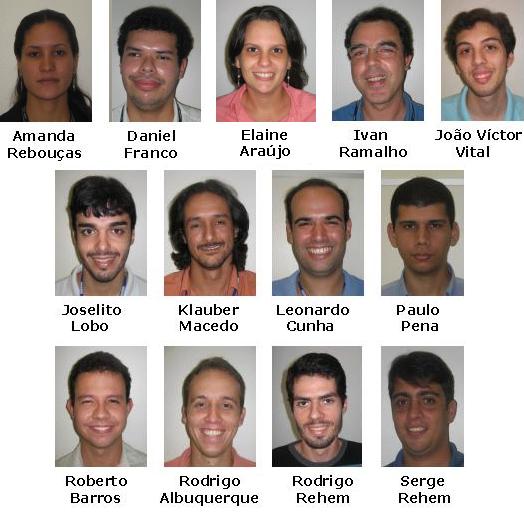 Amanda Rebouças
Daniel Franco
Elaine Araújo
Ivan Ramalho
João Víctor Vital
Joselito Lobo
Klauber Macedo
Leonardo Cunha
Paulo Pena
Roberto Barros
Rodrigo Albuquerque
Rodrigo Rehem
Serge Rehem